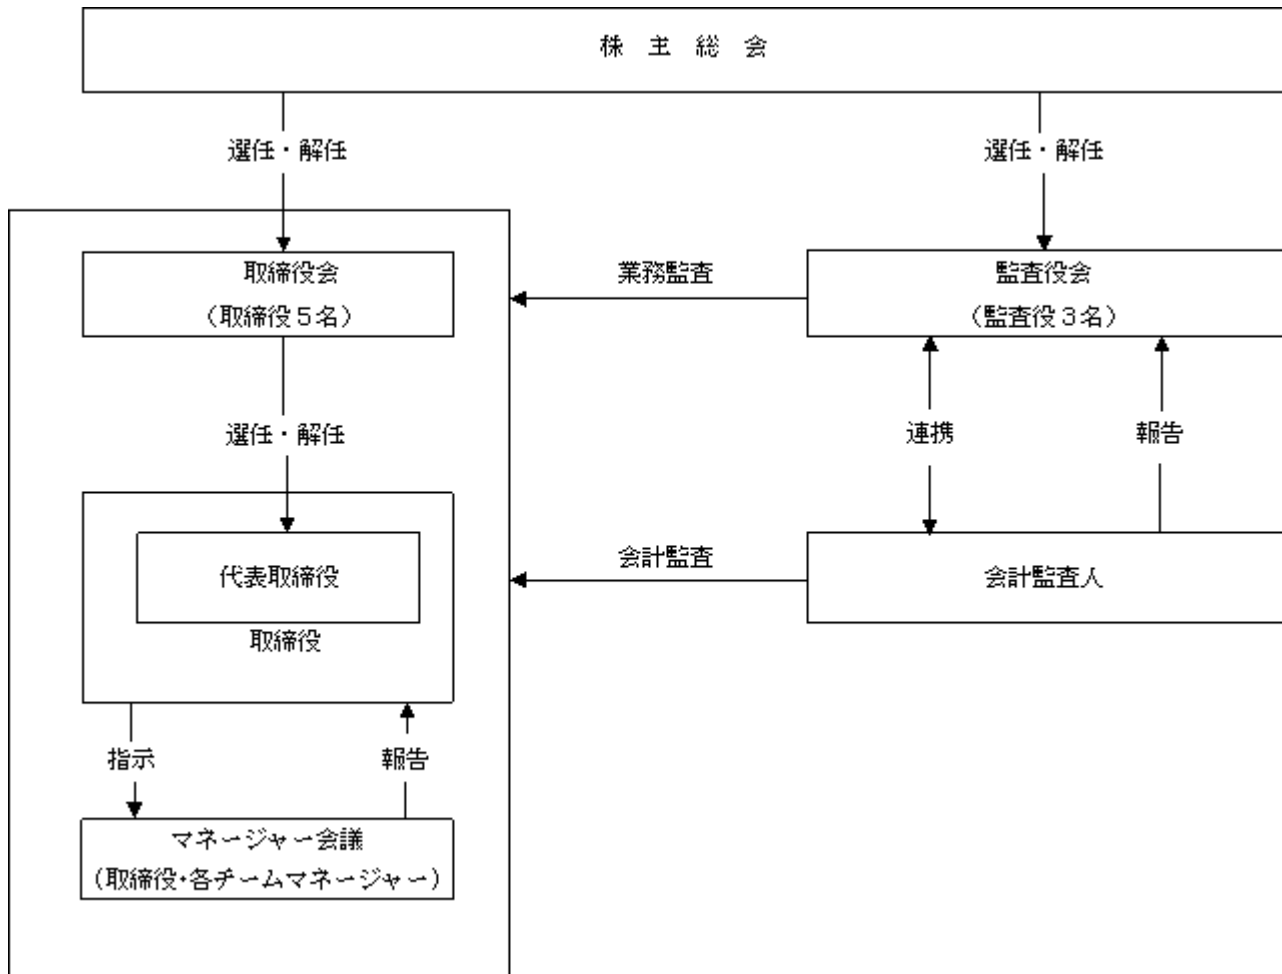 株 主 総 会
選任・解任
選任・解任
取締役会
（取締役５名）
業務監査
監査役会
（監査役３名）
選任・解任
連携
報告
代表取締役
取締役
会計監査
会計監査人
指示
報告
マネージャー会議
（取締役・各チームマネージャー）